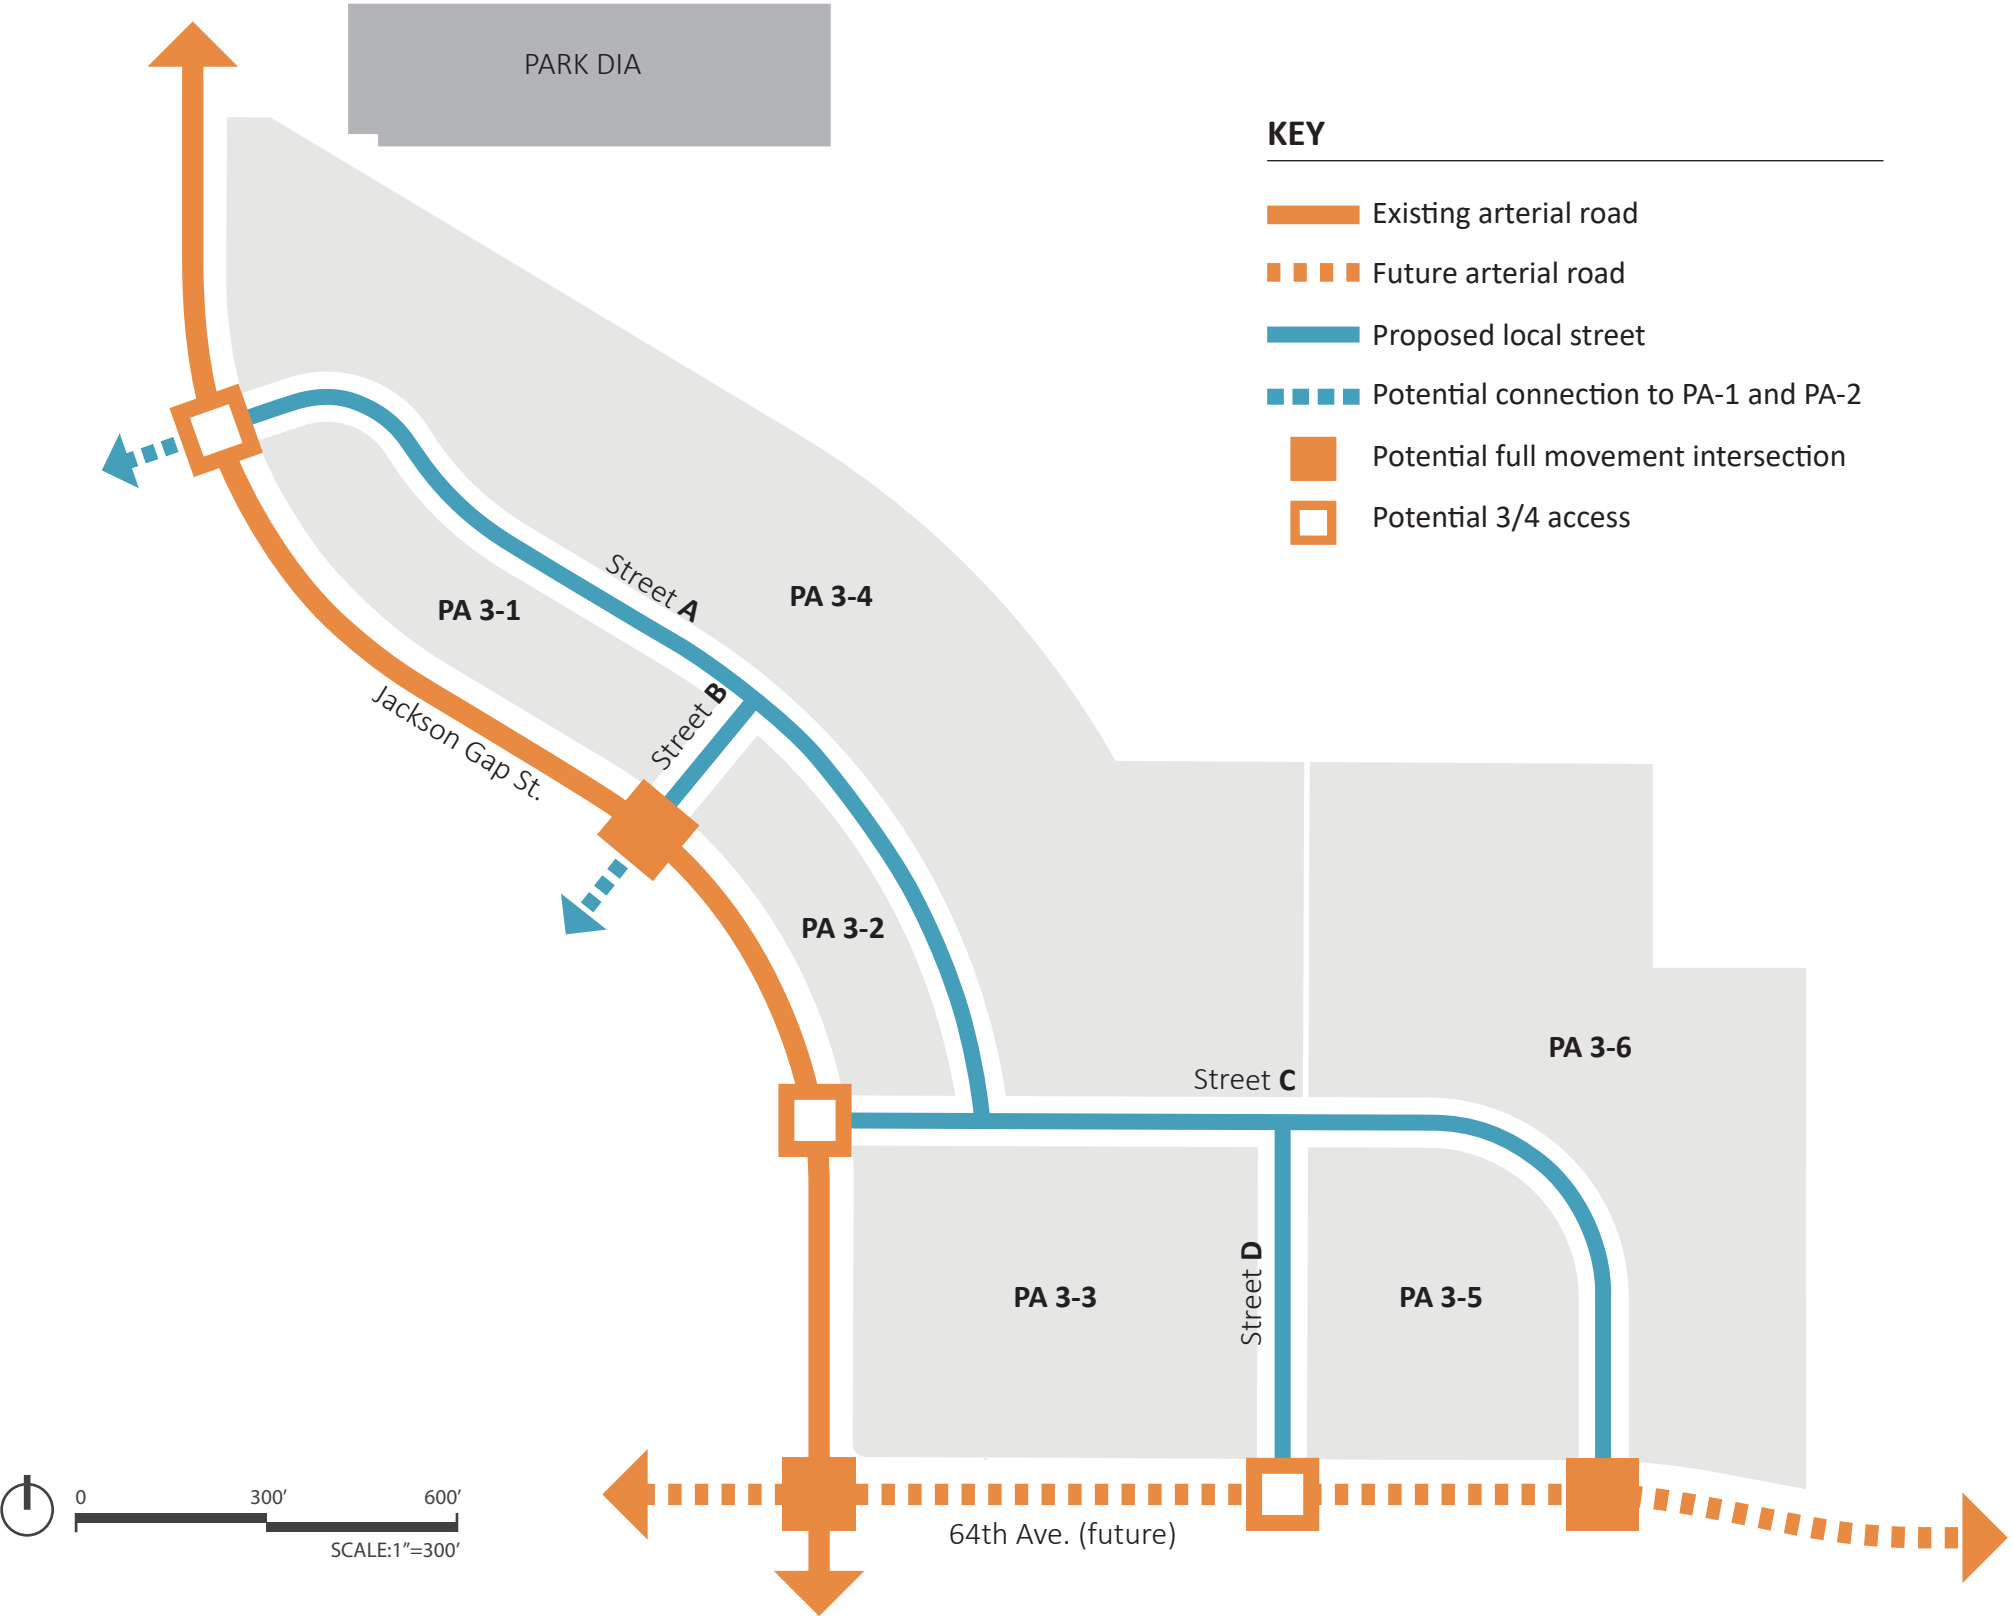 PARK DIA
KEY
Existing arterial road
Future arterial road
Proposed local street
Potential connection to PA-1 and PA-2
Potential full movement intersection
Potential 3/4 access
Street A
PA 3-4
PA 3-1
Street B
Jackson Gap St.
PA 3-2
PA 3-6
Street C
Street D
PA 3-3
PA 3-5
0 300’ 600’
SCALE:1”=300’
64th Ave. (future)